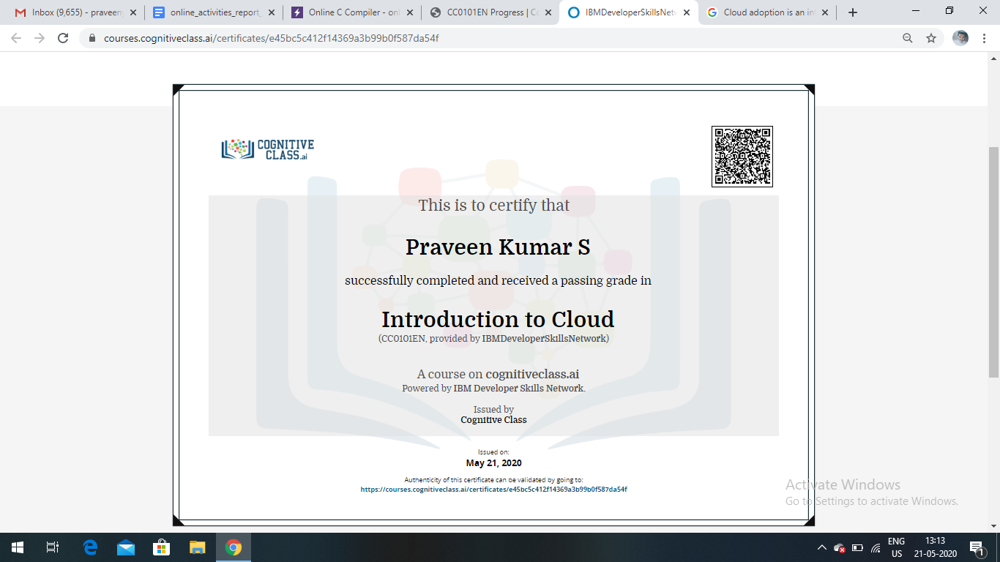 Inbox (9,655) - praveen
online_activities_report_
Online C Compiler - onl
CC0101EN Progress | Co
IBMDeveloperSkillsNetw
Cloud adoption is an in
courses.cognitiveclass.ai/certificates/e45bc5c412f14369a3b99b0f587da54f
COGNITIVE
CLASS.ai
This is to certify that
Praveen Kumar S
successfully completed and received a passing grade in
Introduction to Cloud
(CC0101EN, provided by IBMDeveloperSkillsNetwork)
A course on cognitiveclass.ai
Powered by IBM Developer Skills Network.
Issued by
Cognitive Class
Issued on:
May 21, 2020
Authenticity of this certificate can be validated by going to:
https://courses.cognitiveclass.ai/certificates/e45bc5c412f14369a3b99b0f587da54f
Activate Windows
Go to Settings to activate Windows.
ENG
US
13:13
21-05-2020
1